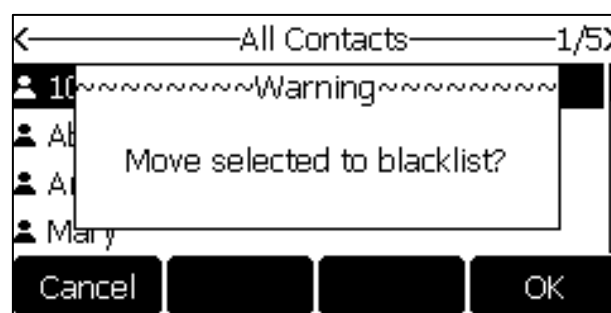 All Contacts 1/5
Warning
Move selected to blacklist?
Mary
Cancel OK